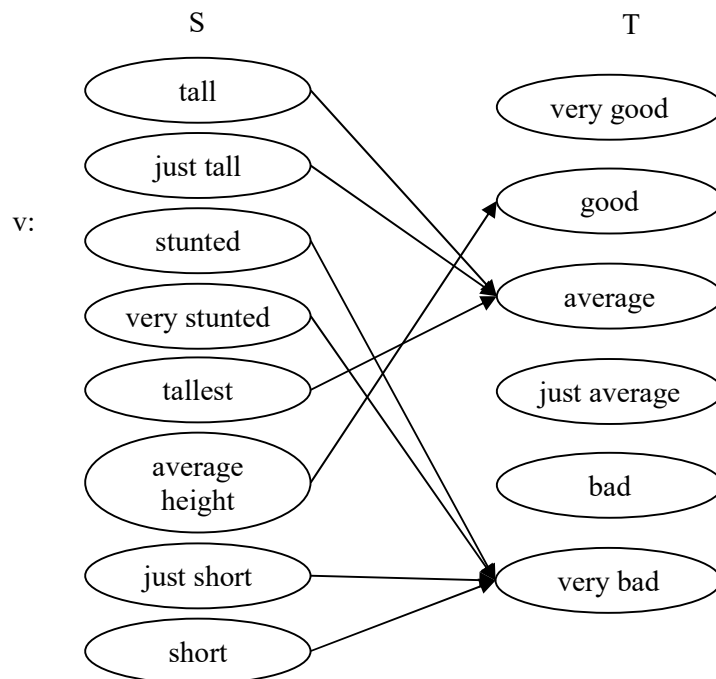 S
T
tall
very good
just tall
good
v:
stunted
average
very stunted
tallest
just average
average
height
bad
just short
very bad
short